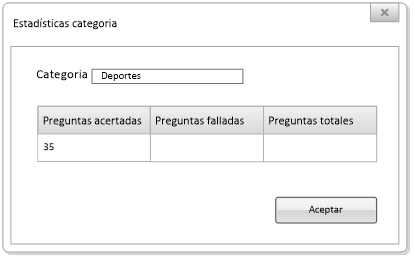 Estadísticas categoria
Categoria Deportes
Preguntas acertadas Preguntas falladas Preguntas totales
35
Aceptar